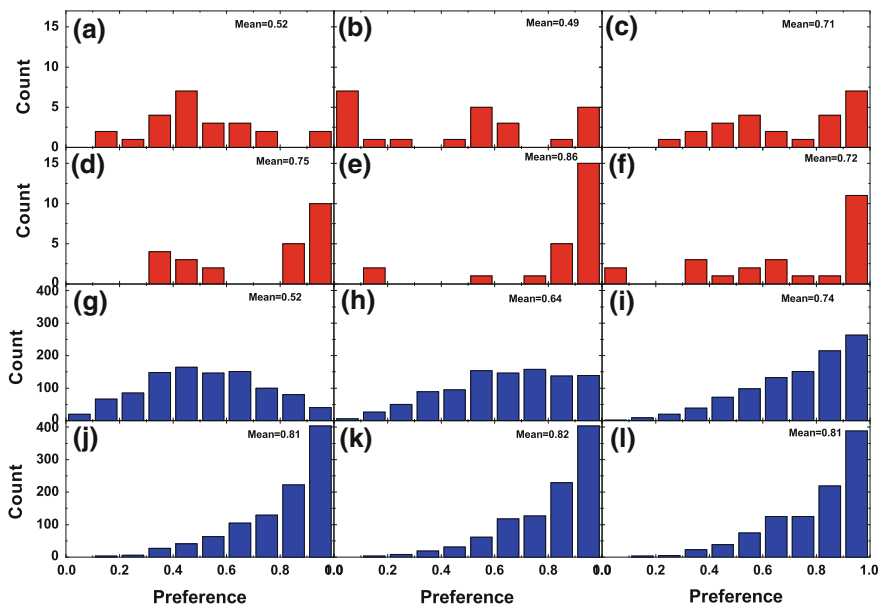 (a) Mean=0.52 (b) Mean=0.49 (c) Mean=0.71
15
10
5
0
Count
(d) Mean=0.75 (e) Mean=0.86 (f) Mean=0.72
15
10
5
0
Count
(g) Mean=0.52 (h) Mean=0.64 (i) Mean=0.74
400
300
200
100
0
Count
(j) Mean=0.81 (k) Mean=0.82 (l) Mean=0.81
400
300
200
100
0
Count
0.0 0.2 0.4 0.6 0.8 0.2 0.4 0.6 0.8 0.2 0.4 0.6 0.8 1.0
Preference Preference Preference